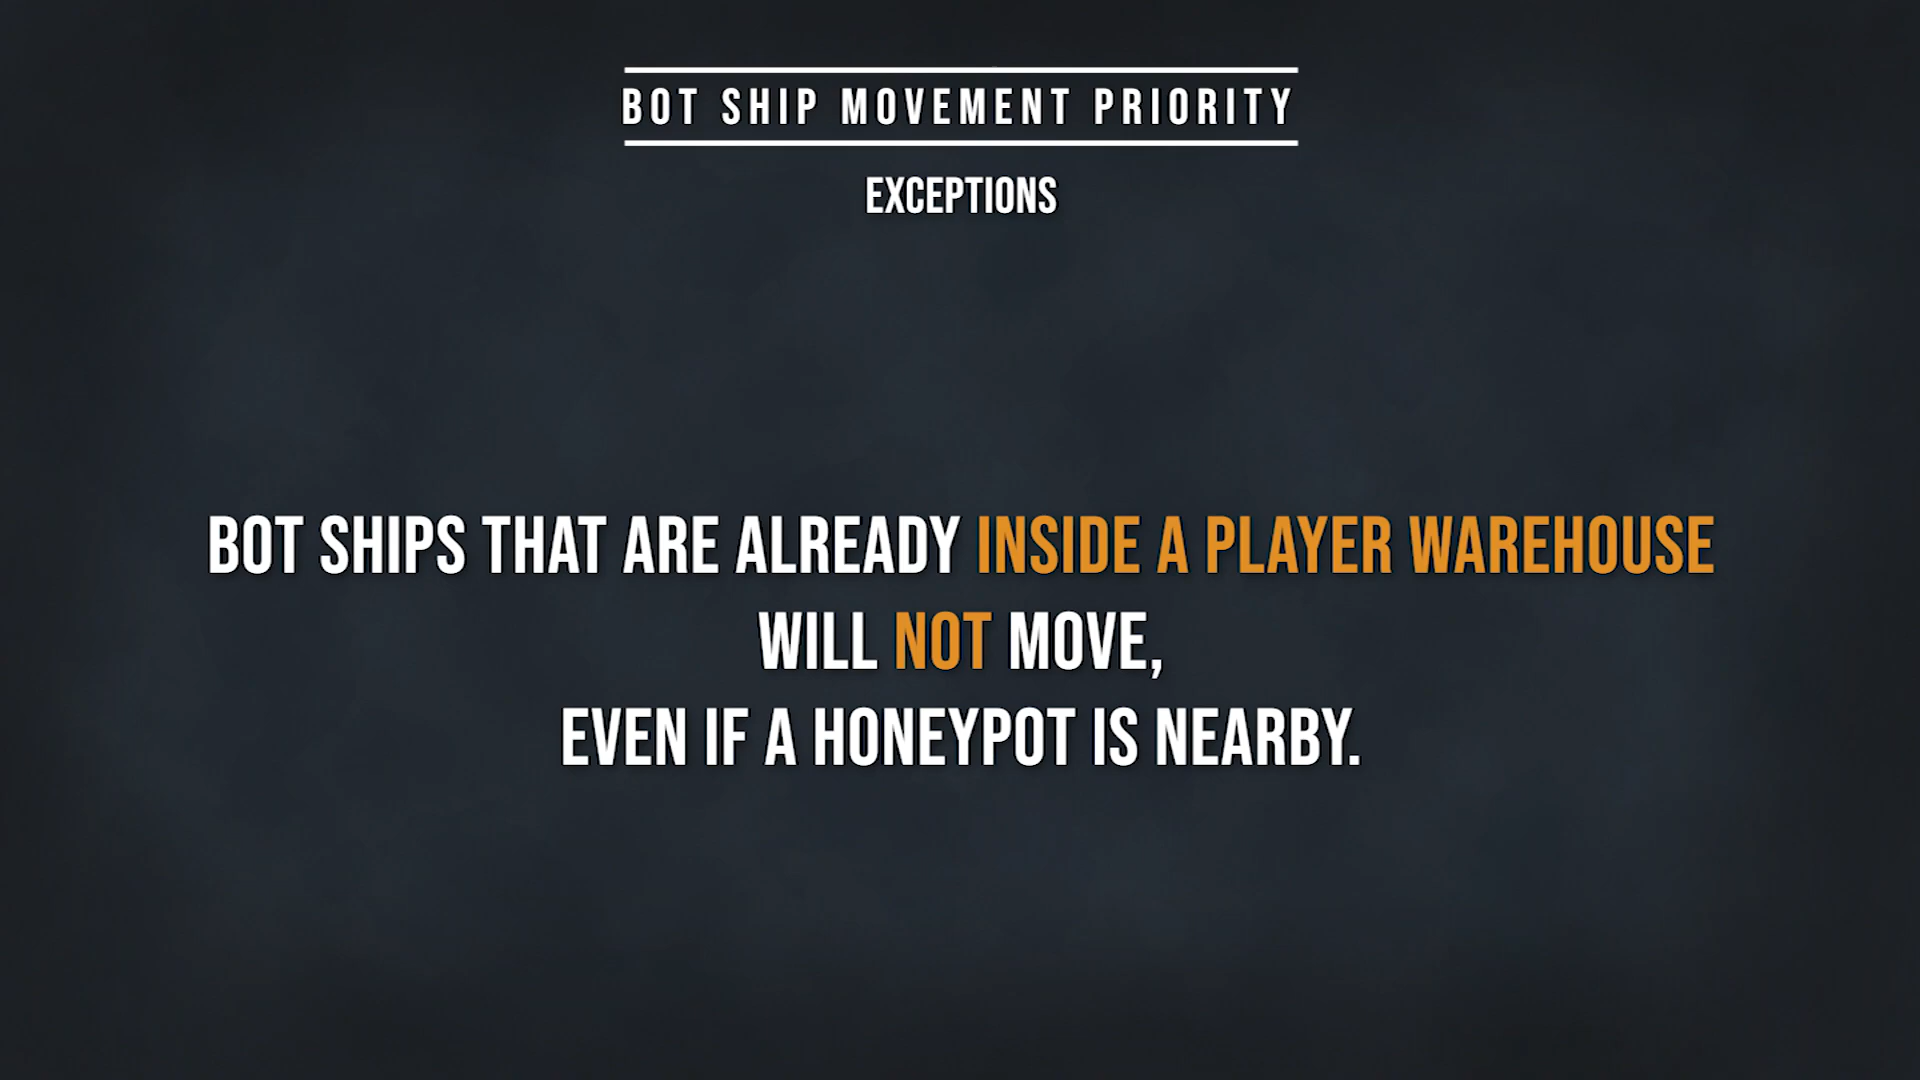 BOT SHIP MOVEMENT PRIORITY
EXCEPTIONS
BOT SHIPS THAT ARE ALREADY INSIDE A PLAYER WAREHOUSE
WILL NOT MOVE,
EVEN IF A HONEYPOT IS NEARBY.